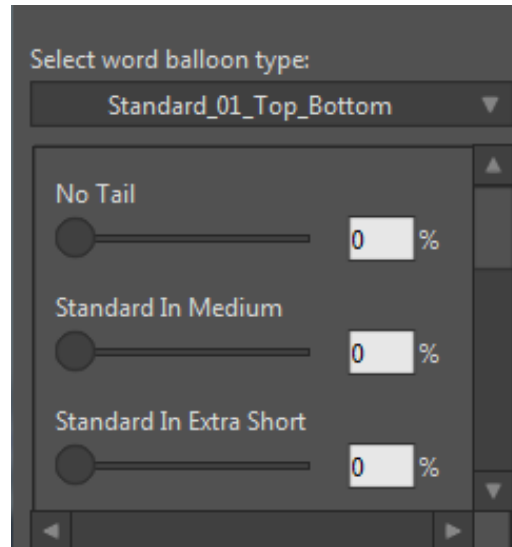 Select word balloon type:
Standard_01_Top_Bottom
No Tail
0 %
Standard In Medium
0 %
Standard In Extra Short
0 %